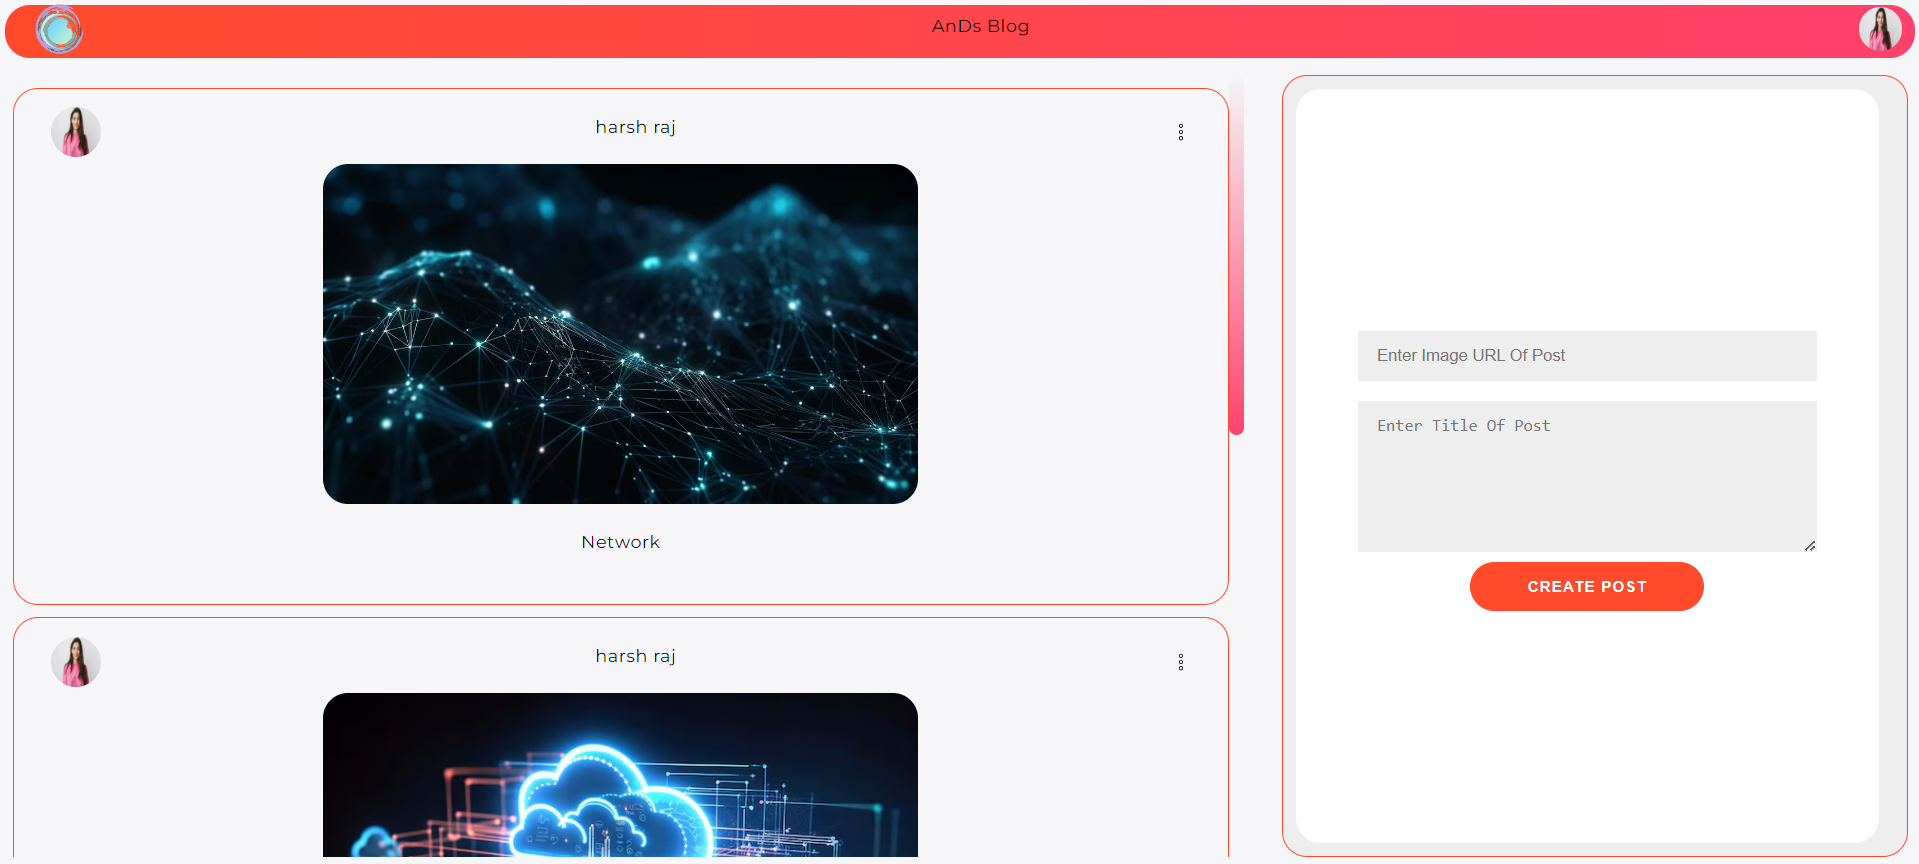 AnDs Blog
harsh raj
Network
harsh raj
Enter Image URL Of Post
Enter Title Of Post
CREATE POST